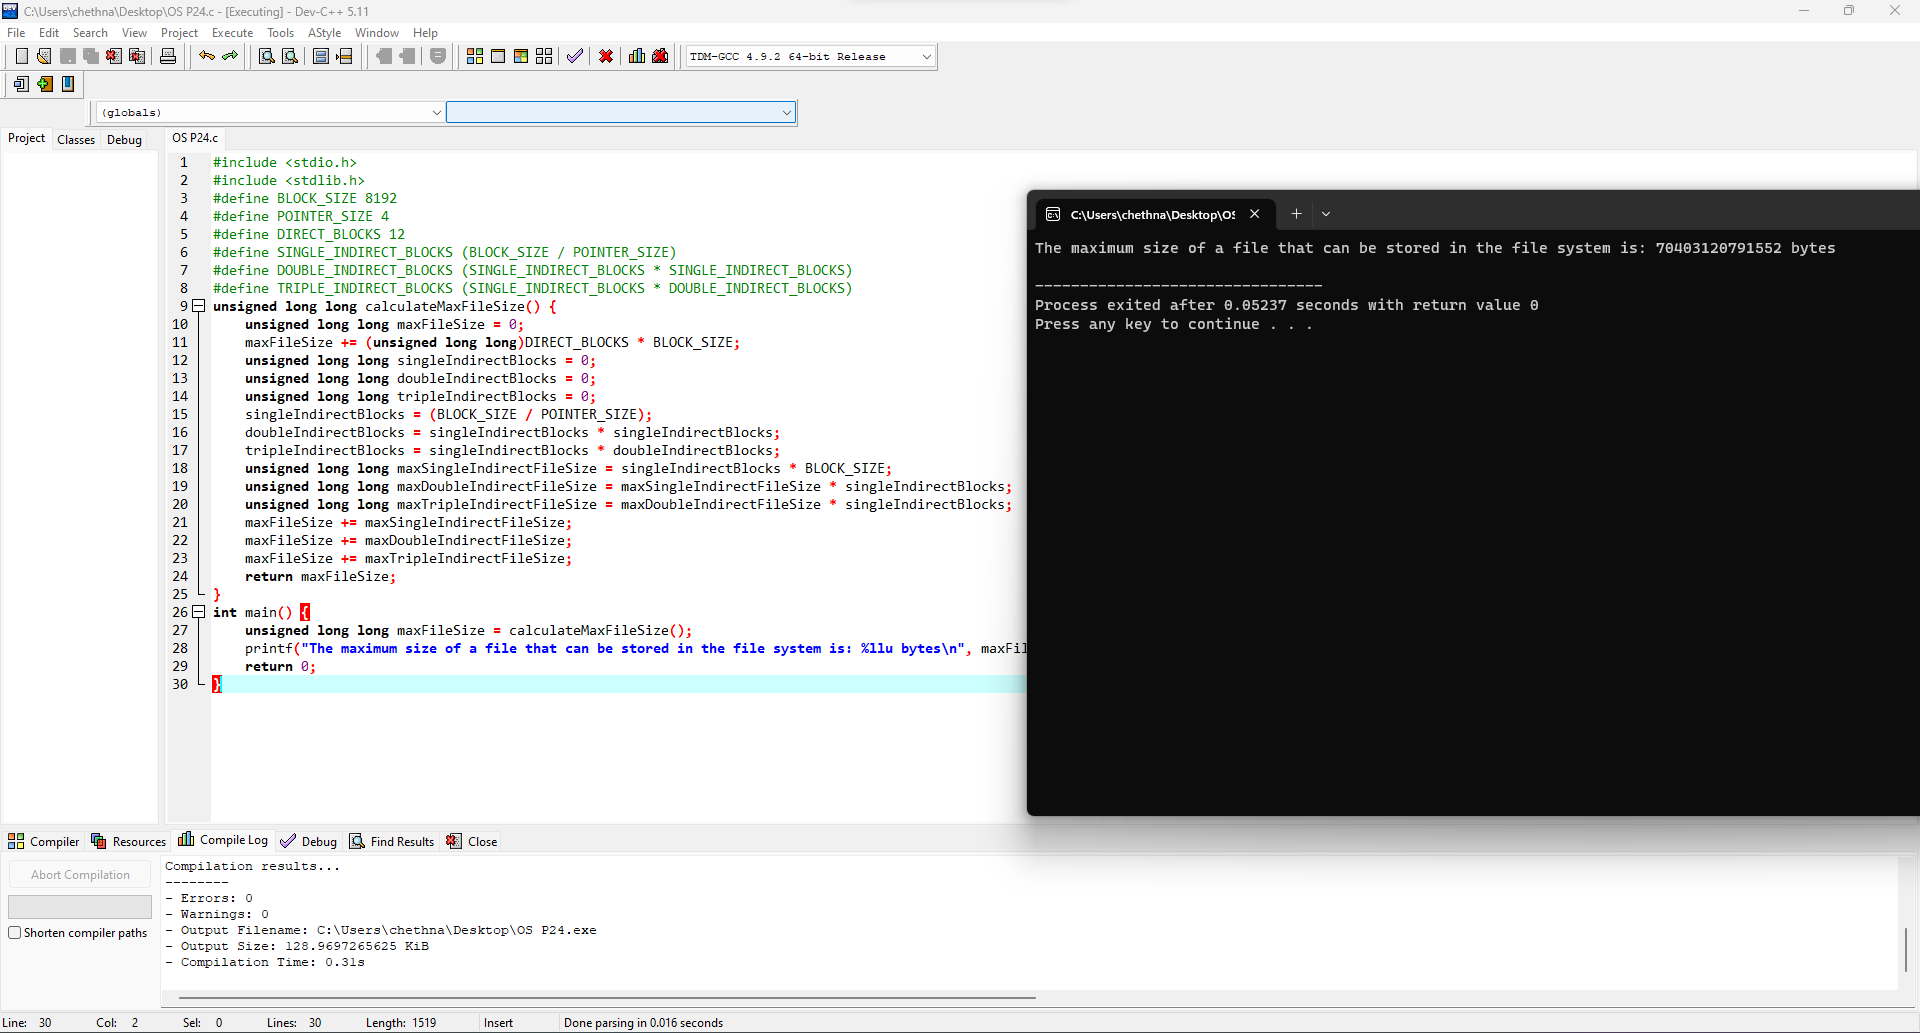 C:\Users\chethna\Desktop\OS P24.c - [Executing] - Dev-C++ 5.11
File Edit Search View Project Execute Tools AStyle Window Help
TDM-GCC 4.9.2 64-bit Release
(globals)
Project Classes Debug
OS P24.c
1 #include <stdio.h>
2 #include <stdlib.h>
3 #define BLOCK_SIZE 8192
4 #define POINTER_SIZE 4
5 #define DIRECT_BLOCKS 12
6 #define SINGLE_INDIRECT_BLOCKS (BLOCK_SIZE / POINTER_SIZE)
7 #define DOUBLE_INDIRECT_BLOCKS (SINGLE_INDIRECT_BLOCKS * SINGLE_INDIRECT_BLOCKS)
8 #define TRIPLE_INDIRECT_BLOCKS (SINGLE_INDIRECT_BLOCKS * DOUBLE_INDIRECT_BLOCKS)
9 unsigned long long calculateMaxFileSize() {
10 unsigned long long maxFileSize = 0;
11 maxFileSize += (unsigned long long)DIRECT_BLOCKS * BLOCK_SIZE;
12 unsigned long long singleIndirectBlocks = 0;
13 unsigned long long doubleIndirectBlocks = 0;
14 unsigned long long tripleIndirectBlocks = 0;
15 singleIndirectBlocks = (BLOCK_SIZE / POINTER_SIZE);
16 doubleIndirectBlocks = singleIndirectBlocks * singleIndirectBlocks;
17 tripleIndirectBlocks = singleIndirectBlocks * doubleIndirectBlocks;
18 unsigned long long maxSingleIndirectFileSize = singleIndirectBlocks * BLOCK_SIZE;
19 unsigned long long maxDoubleIndirectFileSize = maxSingleIndirectFileSize * singleIndirectBlocks;
20 unsigned long long maxTripleIndirectFileSize = maxDoubleIndirectFileSize * singleIndirectBlocks;
21 maxFileSize += maxSingleIndirectFileSize;
22 maxFileSize += maxDoubleIndirectFileSize;
23 maxFileSize += maxTripleIndirectFileSize;
24 return maxFileSize;
25 }
26 int main() {
27 unsigned long long maxFileSize = calculateMaxFileSize();
28 printf("The maximum size of a file that can be stored in the file system is: %llu bytes\n", maxFil
29 return 0;
30 }
C:\Users\chethna\Desktop\OS
The maximum size of a file that can be stored in the file system is: 70403120791552 bytes
--------------------------------
Process exited after 0.05237 seconds with return value 0
Press any key to continue . . .
Compiler Resources Compile Log Debug Find Results Close
Abort Compilation
Shorten compiler paths
Compilation results...
--------
- Errors: 0
- Warnings: 0
- Output Filename: C:\Users\chethna\Desktop\OS P24.exe
- Output Size: 128.9697265625 KiB
- Compilation Time: 0.31s
Line: 30 Col: 2 Sel: 0 Lines: 30 Length: 1519 Insert Done parsing in 0.016 seconds